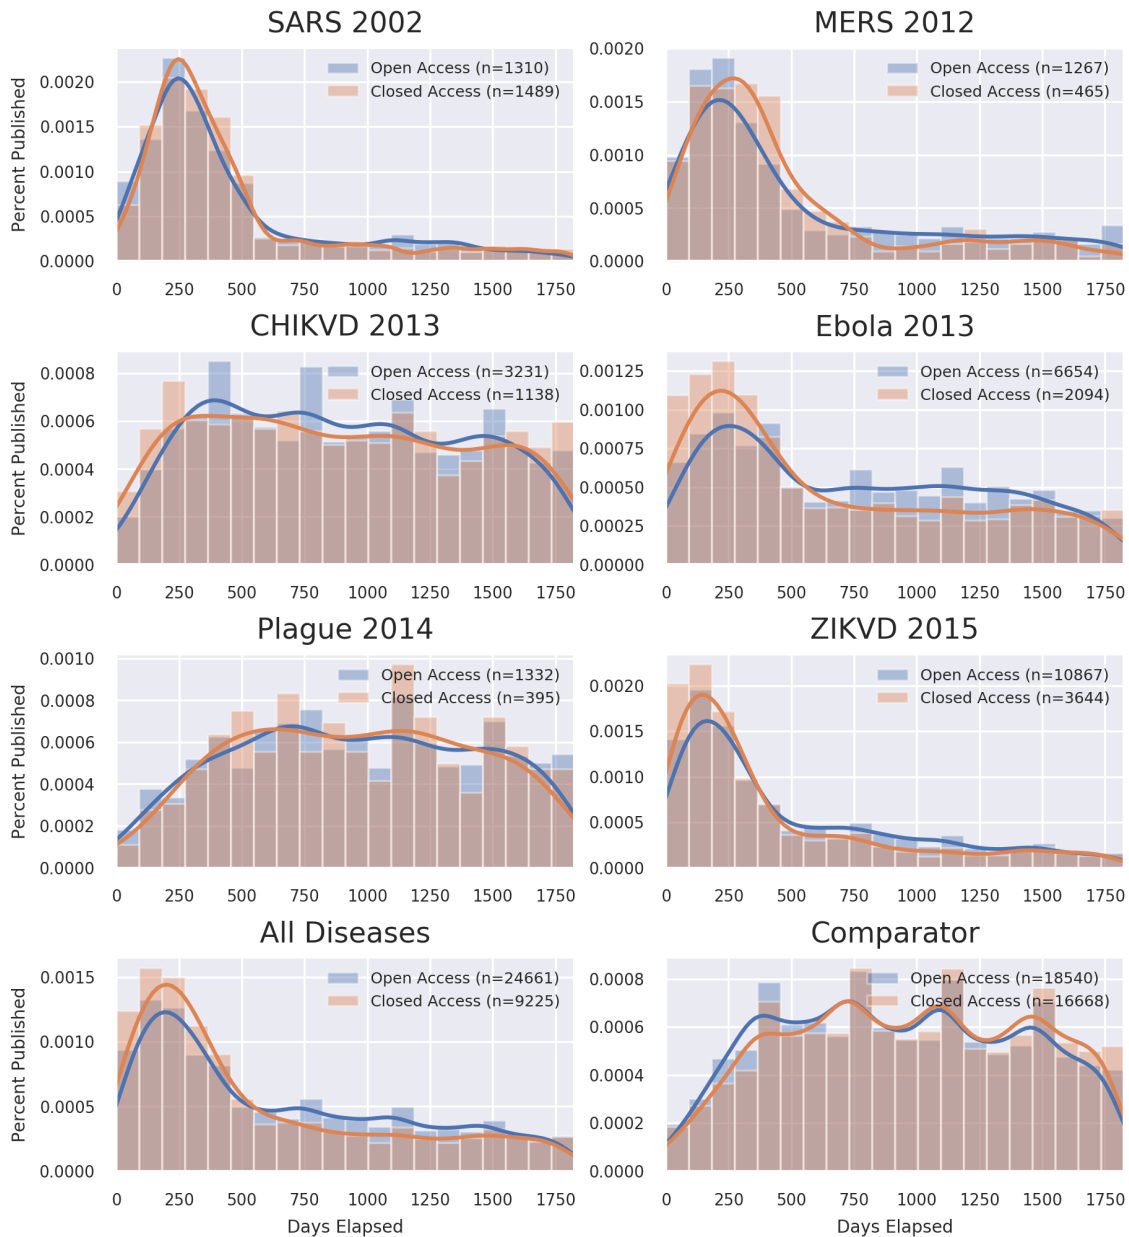 SARS 2002
MERS 2012
Percent Published
0.0020
0.0015
0.0010
0.0005
0.0000
Open Access (n=1310)
Closed Access (n=1489)
0 250 500 750 1000 1250 1500 1750
0.0020
0.0015
0.0010
0.0005
0.0000
Open Access (n=1267)
Closed Access (n=465)
0 250 500 750 1000 1250 1500 1750
CHIKVD 2013
Ebola 2013
Percent Published
0.0008
0.0006
0.0004
0.0002
0.0000
Open Access (n=3231)
Closed Access (n=1138)
0 250 500 750 1000 1250 1500 1750
0.00125
0.00100
0.00075
0.00050
0.00025
0.00000
Open Access (n=6654)
Closed Access (n=2094)
0 250 500 750 1000 1250 1500 1750
Plague 2014
ZIKVD 2015
Percent Published
0.0010
0.0008
0.0006
0.0004
0.0002
0.0000
Open Access (n=1332)
Closed Access (n=395)
0 250 500 750 1000 1250 1500 1750
0.0020
0.0015
0.0010
0.0005
0.0000
Open Access (n=10867)
Closed Access (n=3644)
0 250 500 750 1000 1250 1500 1750
All Diseases
Comparator
Percent Published
0.0015
0.0010
0.0005
0.0000
Open Access (n=24661)
Closed Access (n=9225)
0 250 500 750 1000 1250 1500 1750
Days Elapsed
0.0008
0.0006
0.0004
0.0002
0.0000
Open Access (n=18540)
Closed Access (n=16668)
0 250 500 750 1000 1250 1500 1750
Days Elapsed